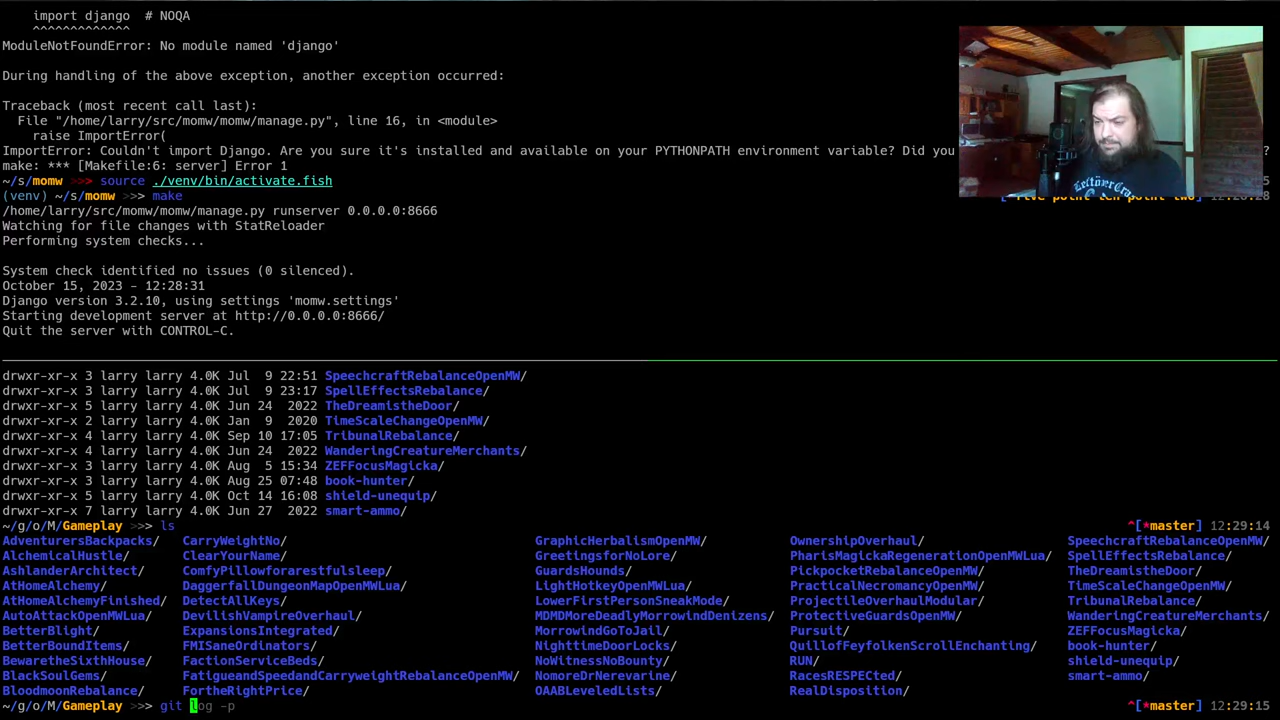 import django  # NOQA
    ^^^^^^^^^^^^^
ModuleNotFoundError: No module named 'django'
During handling of the above exception, another exception occurred:
Traceback (most recent call last):
  File "/home/larry/src/momw/momw/manage.py", line 16, in <module>
    raise ImportError(
ImportError: Couldn't import Django. Are you sure it's installed and available on your PYTHONPATH environment variable? Did you ?
make: *** [Makefile:6: server] Error 1
~/s/momw >>> source ./venv/bin/activate.fish
(venv) ~/s/momw >>> make
/home/larry/src/momw/momw/manage.py runserver 0.0.0.0:8666
Watching for file changes with StatReloader
Performing system checks...
System check identified no issues (0 silenced).
October 15, 2023 - 12:28:31
Django version 3.2.10, using settings 'momw.settings'
Starting development server at http://0.0.0.0:8666/
Quit the server with CONTROL-C.
drwxr-xr-x 3 larry larry 4.0K Jul  9 22:51 SpeechcraftRebalanceOpenMW/
drwxr-xr-x 3 larry larry 4.0K Jul  9 23:17 SpellEffectsRebalance/
drwxr-xr-x 5 larry larry 4.0K Jun 24  2022 TheDreamistheDoor/
drwxr-xr-x 2 larry larry 4.0K Jan  9  2020 TimeScaleChangeOpenMW/
drwxr-xr-x 4 larry larry 4.0K Sep 10 17:05 TribunalRebalance/
drwxr-xr-x 4 larry larry 4.0K Jun 24  2022 WanderingCreatureMerchants/
drwxr-xr-x 3 larry larry 4.0K Aug  5 15:34 ZEFFocusMagicka/
drwxr-xr-x 3 larry larry 4.0K Aug 25 07:48 book-hunter/
drwxr-xr-x 5 larry larry 4.0K Oct 14 16:08 shield-unequip/
drwxr-xr-x 7 larry larry 4.0K Jun 27  2022 smart-ammo/
~/g/o/M/Gameplay >>> ls ^[*master] 12:29:14
AdventurersBackpacks/ CarryWeightNo/ GraphicHerbalismOpenMW/ OwnershipOverhaul/ SpeechcraftRebalanceOpenMW/
AlchemicalHustle/ ClearYourName/ GreetingsforNoLore/ PharisMagickaRegenerationOpenMWLua/ SpellEffectsRebalance/
AshlanderArchitect/ ComfyPillowforarestfulsleep/ GuardsHounds/ PickpocketRebalanceOpenMW/ TheDreamistheDoor/
AtHomeAlchemy/ DaggerfallDungeonMapOpenMWLua/ LightHotkeyOpenMWLua/ PracticalNecromancyOpenMW/ TimeScaleChangeOpenMW/
AtHomeAlchemyFinished/ DetectAllKeys/ LowerFirstPersonSneakMode/ ProjectileOverhaulModular/ TribunalRebalance/
AutoAttackOpenMWLua/ DevilishVampireOverhaul/ MDMDMoreDeadlyMorrowindDenizens/ ProtectiveGuardsOpenMW/ WanderingCreatureMerchants/
BetterBlight/ ExpansionsIntegrated/ MorrowindGoToJail/ Pursuit/ ZEFFocusMagicka/
BetterBoundItems/ FMISaneOrdinators/ NighttimeDoorLocks/ QuillofFeyfolkenScrollEnchanting/ book-hunter/
BewaretheSixthHouse/ FactionServiceBeds/ NoWitnessNoBounty/ RUN/ shield-unequip/
BlackSoulGems/ FatigueandSpeedandCarryweightRebalanceOpenMW/ NomoreDrNerevarine/ RacesRESPECted/ smart-ammo/
BloodmoonRebalance/ FortheRightPrice/ OAABLeveledLists/ RealDisposition/
~/g/o/M/Gameplay >>> git log -p ^[*master] 12:29:15